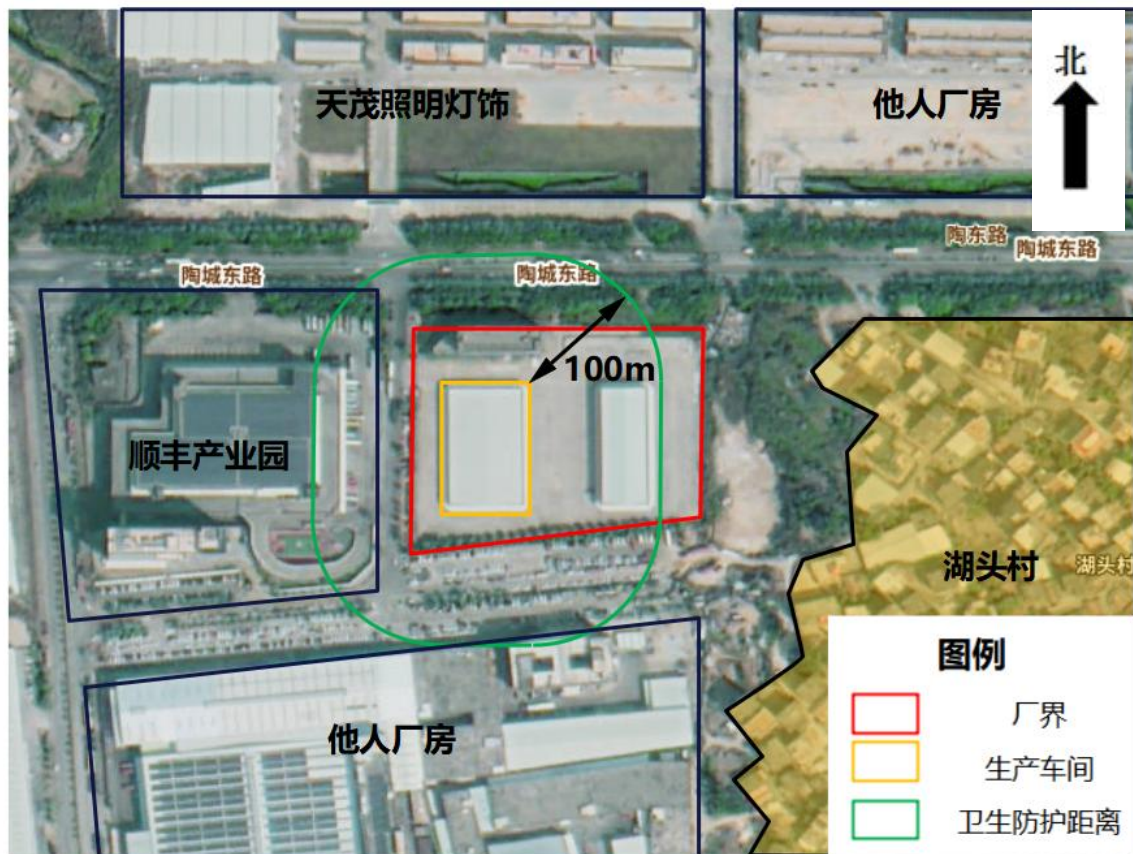 北
天茂照明灯饰
他人厂房
陶东路
陶城东路
陶城东路
陶城东路
100m
顺丰产业园
湖头村
湖头村
他人厂房
图例
厂界
生产车间
卫生防护距离